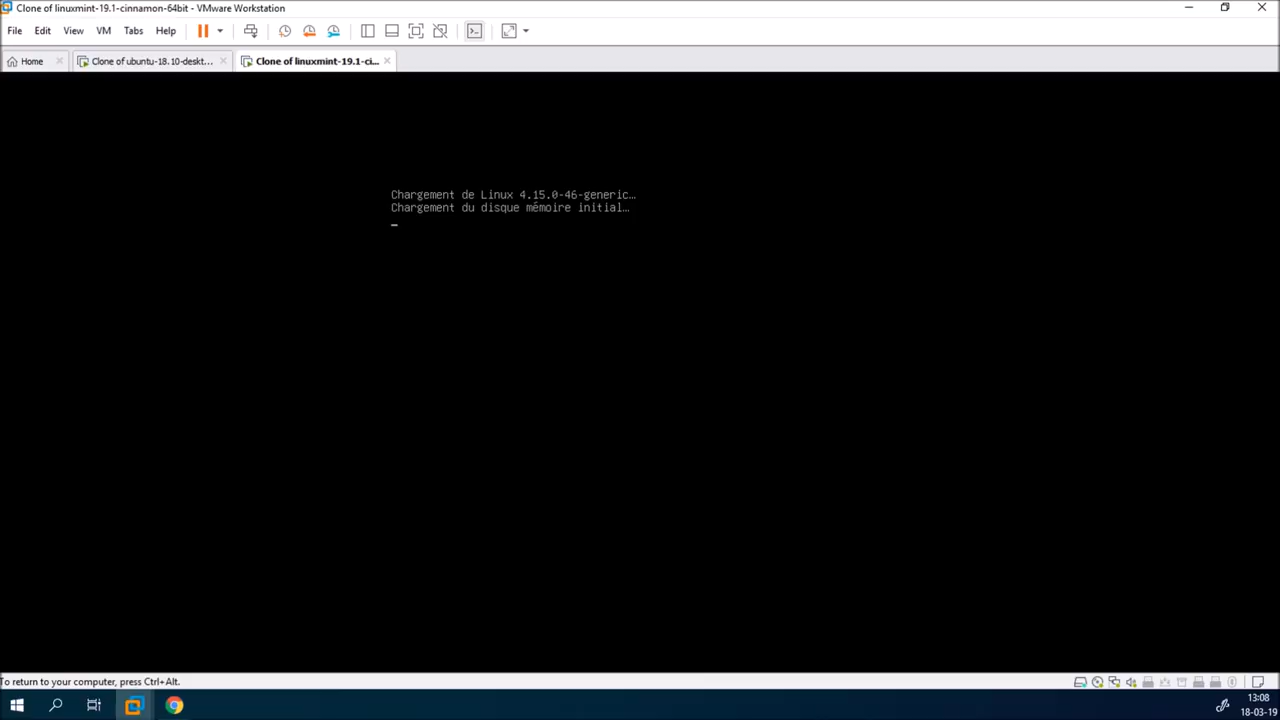 Clone of linuxmint-19.1-cinnamon-64bit - VMware Workstation
File Edit View VM Tabs Help
Home Clone of ubuntu-18.10-deskt... Clone of linuxmint-19.1-ci...
Chargement de Linux 4.15.0-46-generic…
Chargement du disque mémoire initial…
To return to your computer, press Ctrl+Alt.
13:08
18-03-19